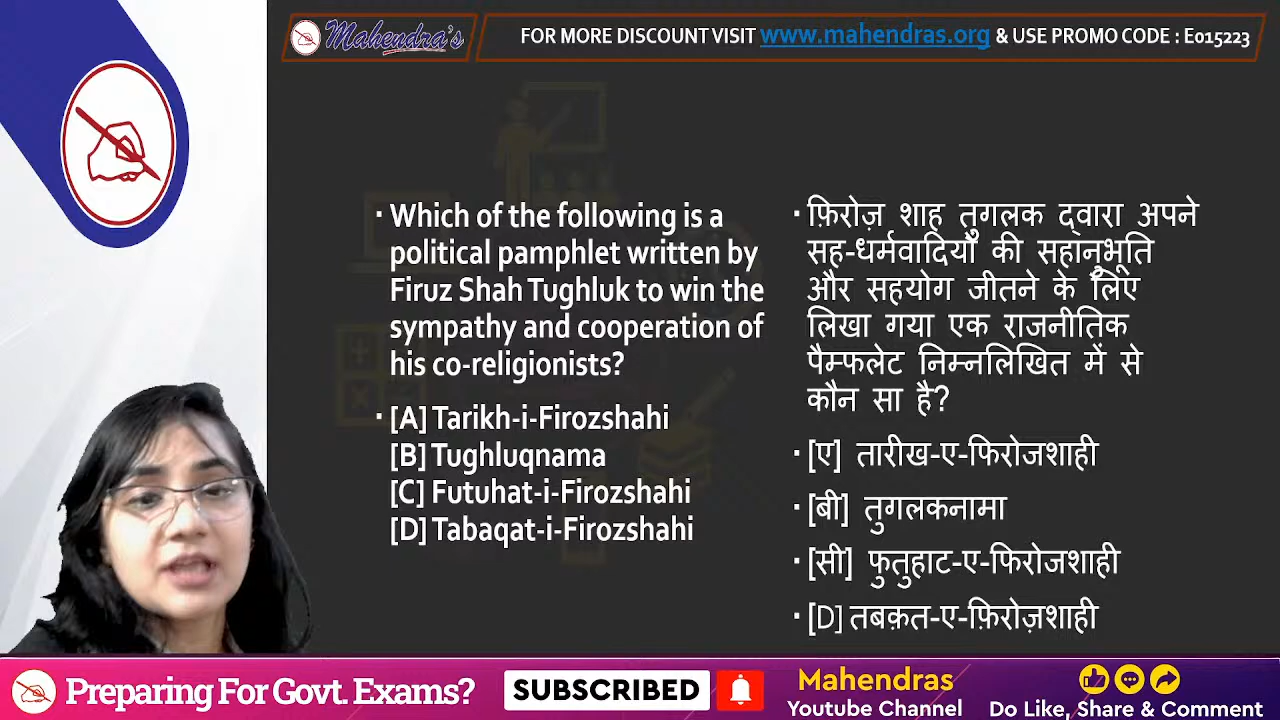 Mahendra's
FOR MORE DISCOUNT VISIT www.mahendras.org & USE PROMO CODE : E015223
Which of the following is a
political pamphlet written by
Firuz Shah Tughluk to win the
sympathy and cooperation of
his co-religionists?
[A] Tarikh-i-Firozshahi
[B] Tughluqnama
[C] Futuhat-i-Firozshahi
[D] Tabaqat-i-Firozshahi
फ़िरोज़ शाह तुगलक द्वारा अपने
सह-धर्मवादियों की सहानुभूति
और सहयोग जीतने के लिए
लिखा गया एक राजनीतिक
पैम्फलेट निम्नलिखित में से
कौन सा है?
[ए] तारीख-ए-फिरोजशाही
[बी] तुगलकनामा
[सी] फुतुहाट-ए-फिरोजशाही
[D] तबक़त-ए-फ़िरोज़शाही
Preparing For Govt. Exams?
SUBSCRIBED
Mahendras
Youtube Channel
Do Like, Share & Comment